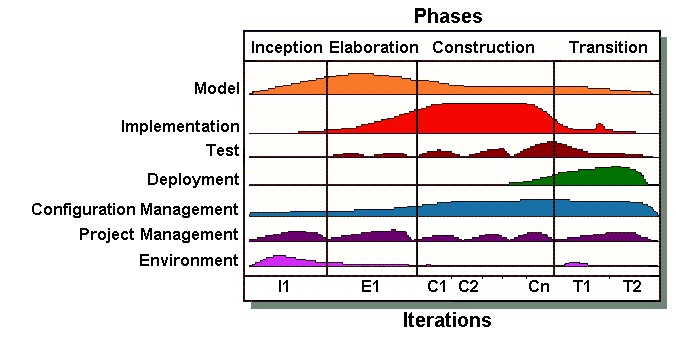 Phases
Inception Elaboration Construction Transition
Model
Implementation
Test
Deployment
Configuration Management
Project Management
Environment
I1 E1 C1 C2 Cn T1 T2
Iterations